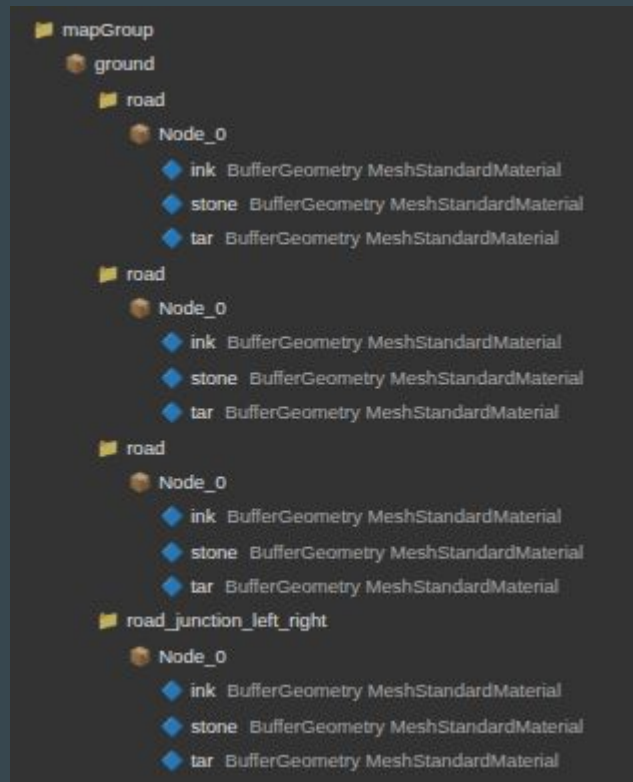 mapGroup
ground
road
Node_0
ink BufferGeometry MeshStandardMaterial
stone BufferGeometry MeshStandardMaterial
tar BufferGeometry MeshStandardMaterial
road
Node_0
ink BufferGeometry MeshStandardMaterial
stone BufferGeometry MeshStandardMaterial
tar BufferGeometry MeshStandardMaterial
road
Node_0
ink BufferGeometry MeshStandardMaterial
stone BufferGeometry MeshStandardMaterial
tar BufferGeometry MeshStandardMaterial
road_junction_left_right
Node_0
ink BufferGeometry MeshStandardMaterial
stone BufferGeometry MeshStandardMaterial
tar BufferGeometry MeshStandardMaterial